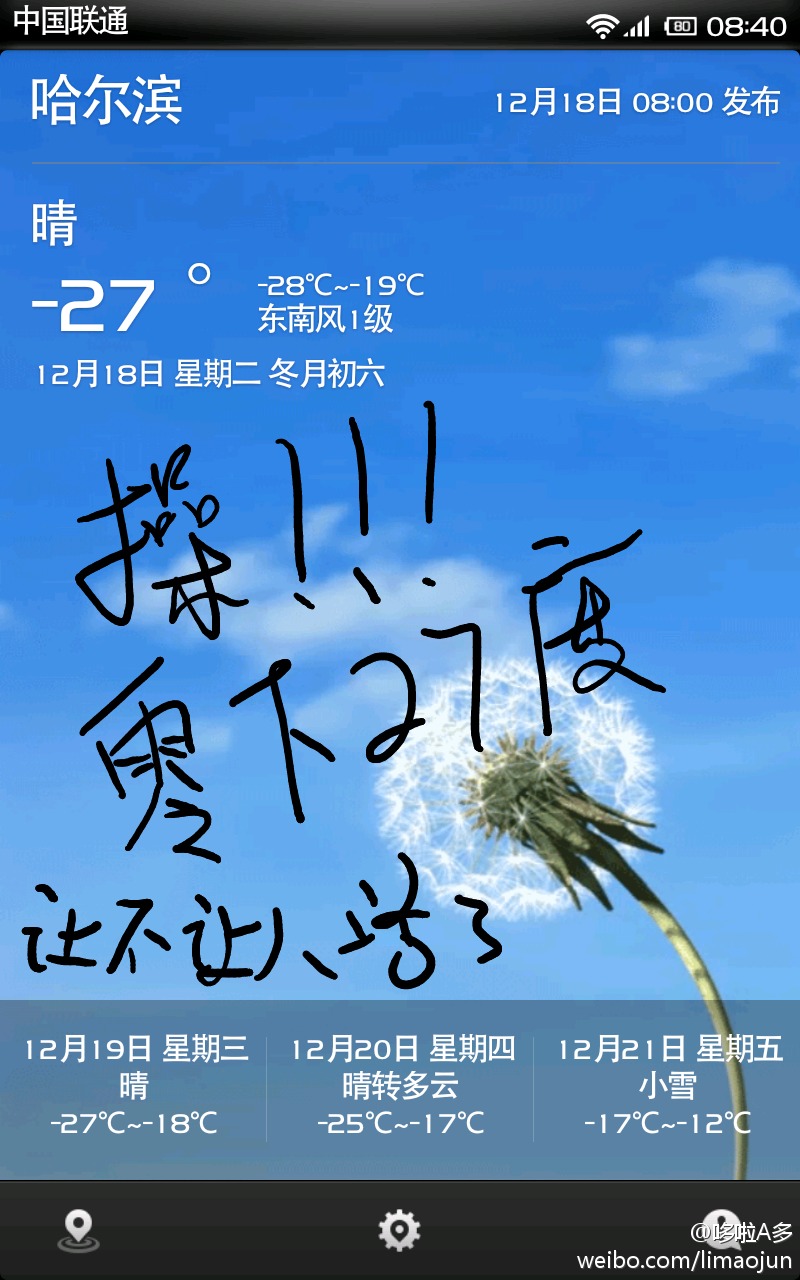 中国联通 80 08:40
哈尔滨 12月18日 08:00 发布
晴
-27° -28℃~-19℃
东南风1级
12月18日 星期二 冬月初六
操!!!
零下27度
让不让人活了
12月19日 星期三 12月20日 星期四 12月21日 星期五
晴 晴转多云 小雪
-27℃~-18℃ -25℃~-17℃ -17℃~-12℃
@哆啦A多
weibo.com/limaojun